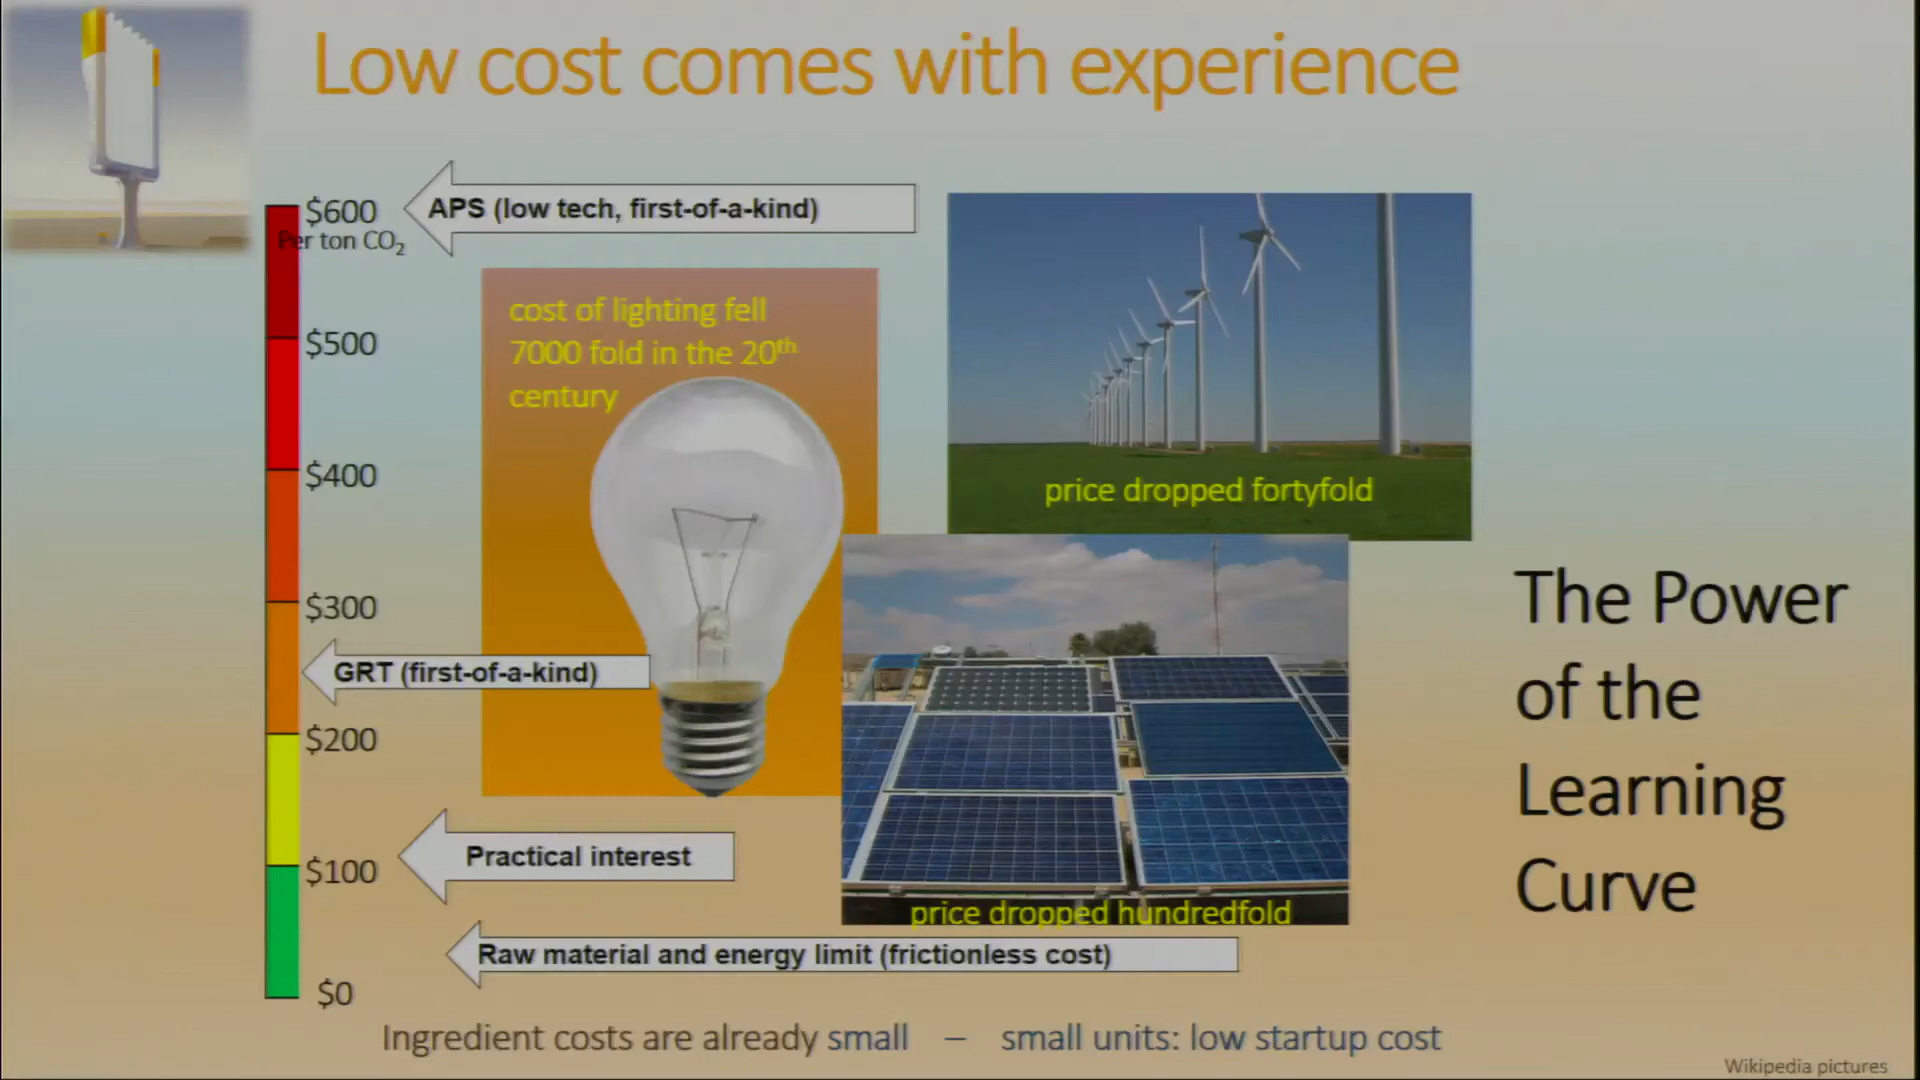 Low cost comes with experience
$600
Per ton CO₂
APS (low tech, first-of-a-kind)
cost of lighting fell
7000 fold in the 20th
century
$500
$400
price dropped fortyfold
$300
GRT (first-of-a-kind)
$200
The Power
of the
Learning
Curve
Practical interest
$100
price dropped hundredfold
Raw material and energy limit (frictionless cost)
$0
Ingredient costs are already small – small units: low startup cost
Wikipedia pictures